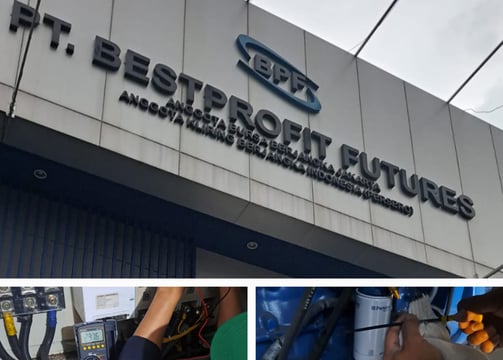 PT. BESTPROFIT FUTURES
BPF
ANGGOTA BURSA BERJANGKA JAKARTA
ANGGOTA KLIRING BERJANGKA INDONESIA (PERSERO)